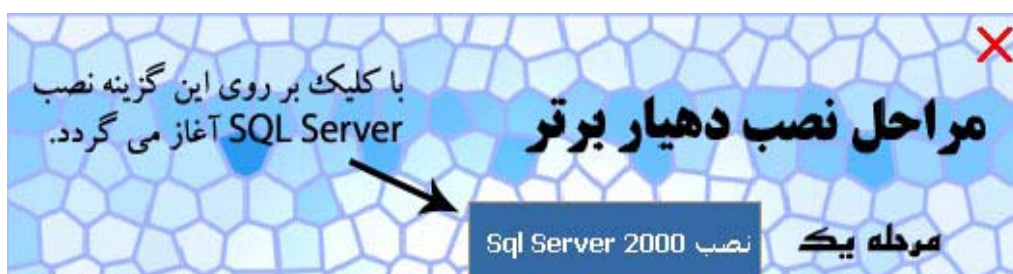 مراحل نصب دهیار برتر
با کلیک بر روی این گزینه نصب
SQL Server آغاز می گردد.
مرحله یک
نصب Sql Server 2000